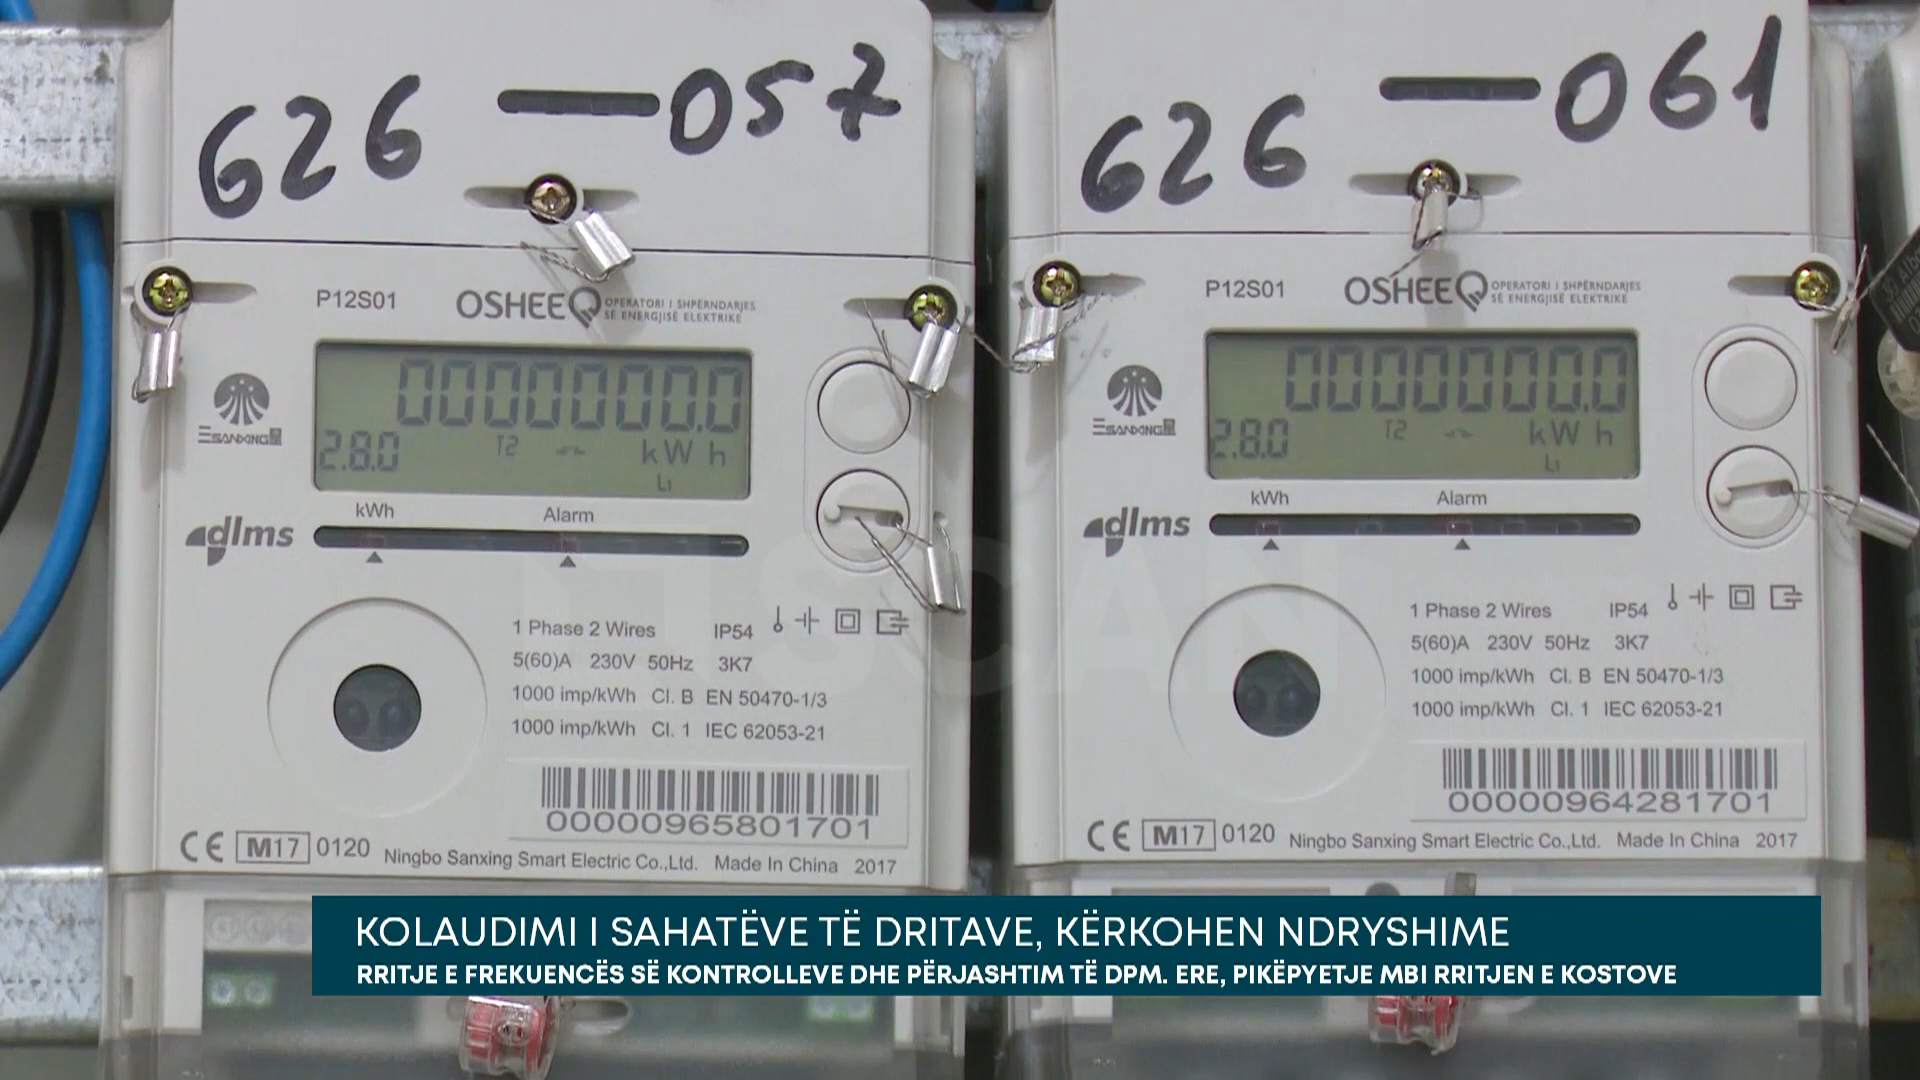 626 057
P12S01 OSHEE OPERATORI I SHPËRNDARJES
SË ENERGJISË ELEKTRIKE
0000000.0
2.8.0 T2 kWh
L1
SANXING
kWh Alarm
dlms
1 Phase 2 Wires IP54
5(60)A 230V 50Hz 3K7
1000 imp/kWh Cl. B EN 50470-1/3
1000 imp/kWh Cl. 1 IEC 62053-21
00000965801701
CE M17 0120 Ningbo Sanxing Smart Electric Co.,Ltd. Made In China 2017
626 061
P12S01 OSHEE OPERATORI I SHPËRNDARJES
SË ENERGJISË ELEKTRIKE
0000000.0
2.8.0 T2 kWh
L1
SANXING
kWh Alarm
dlms
1 Phase 2 Wires IP54
5(60)A 230V 50Hz 3K7
1000 imp/kWh Cl. B EN 50470-1/3
1000 imp/kWh Cl. 1 IEC 62053-21
00000964281701
CE M17 0120 Ningbo Sanxing Smart Electric Co.,Ltd. Made In China 2017
SCAN
KOLAUDIMI I SAHATËVE TË DRITAVE, KËRKOHEN NDRYSHIME
RRITJE E FREKUENCËS SË KONTROLLEVE DHE PËRJASHTIM TË DPM. ERE, PIKËPYETJE MBI RRITJEN E KOSTOVE